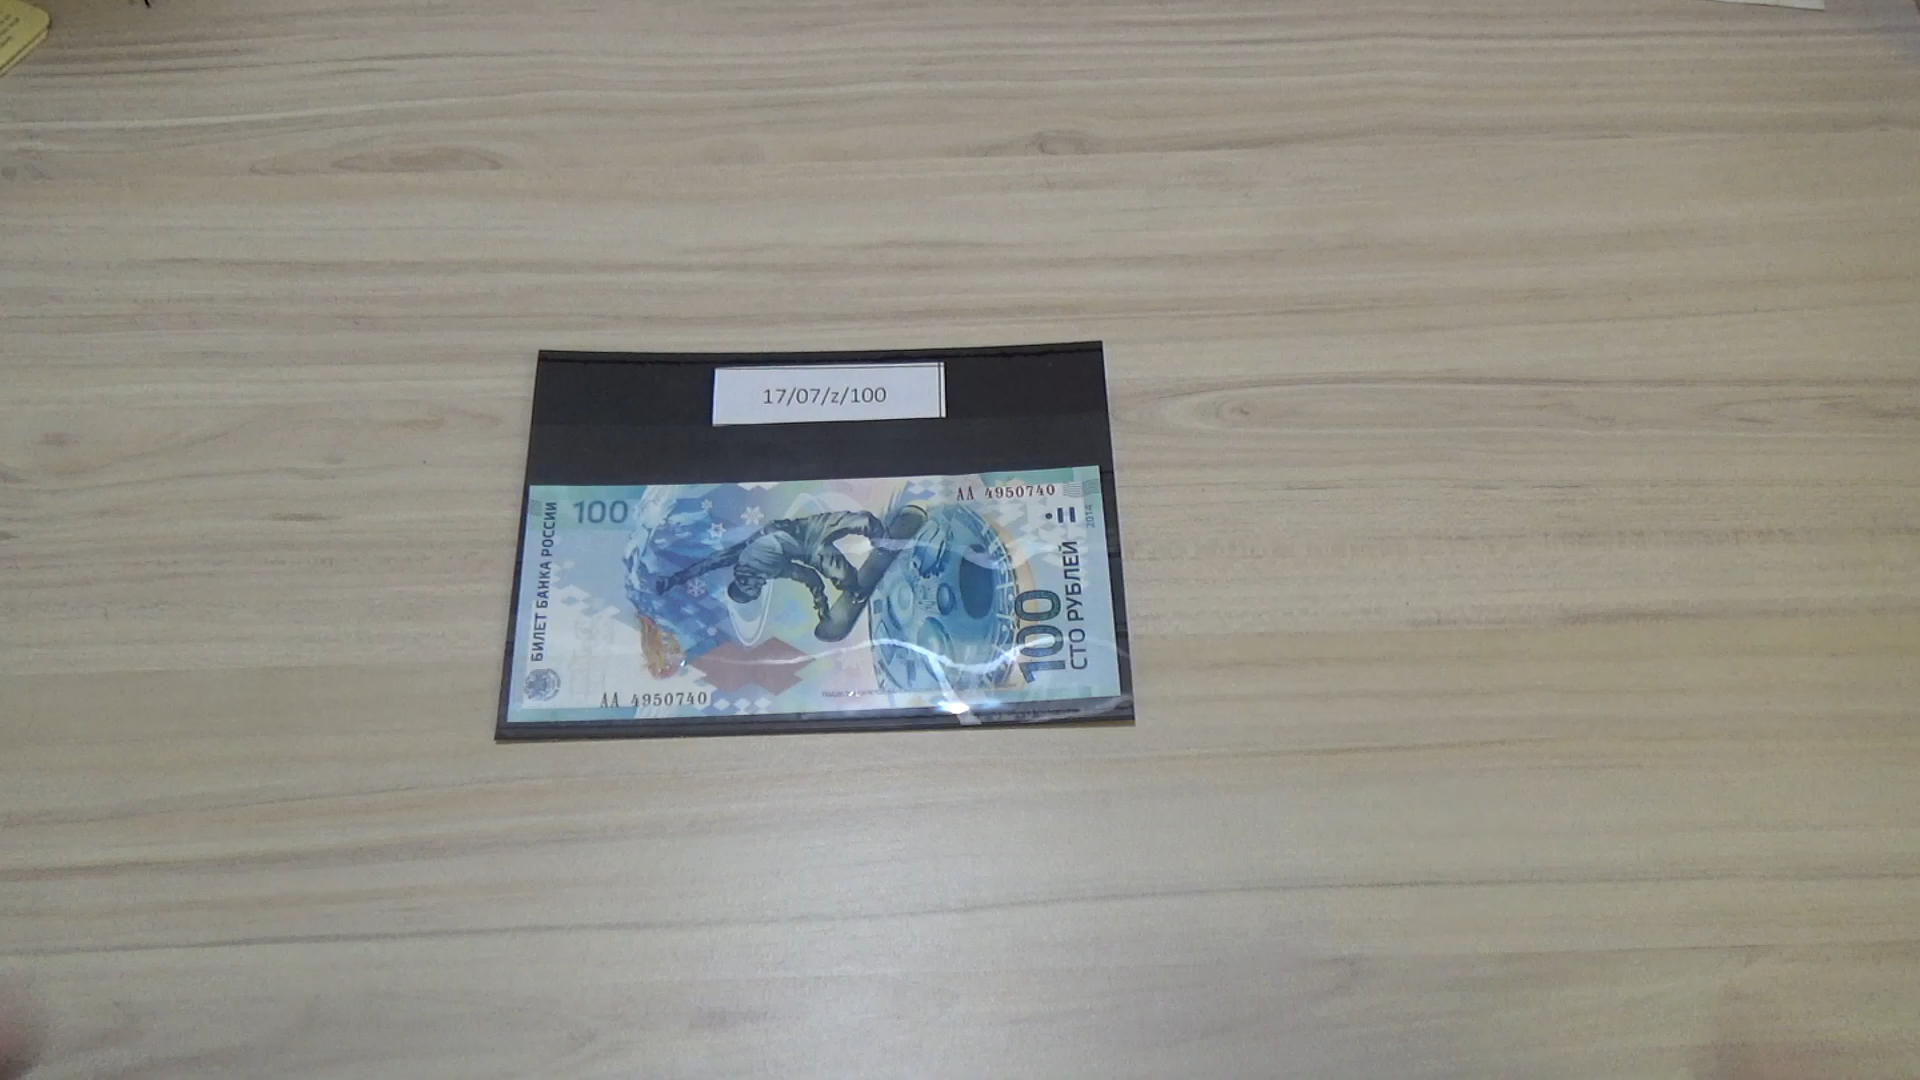 17/07/z/100
АА 4950740
100
БИЛЕТ БАНКА РОССИИ
2014
100
СТО РУБЛЕЙ
АА 4950740